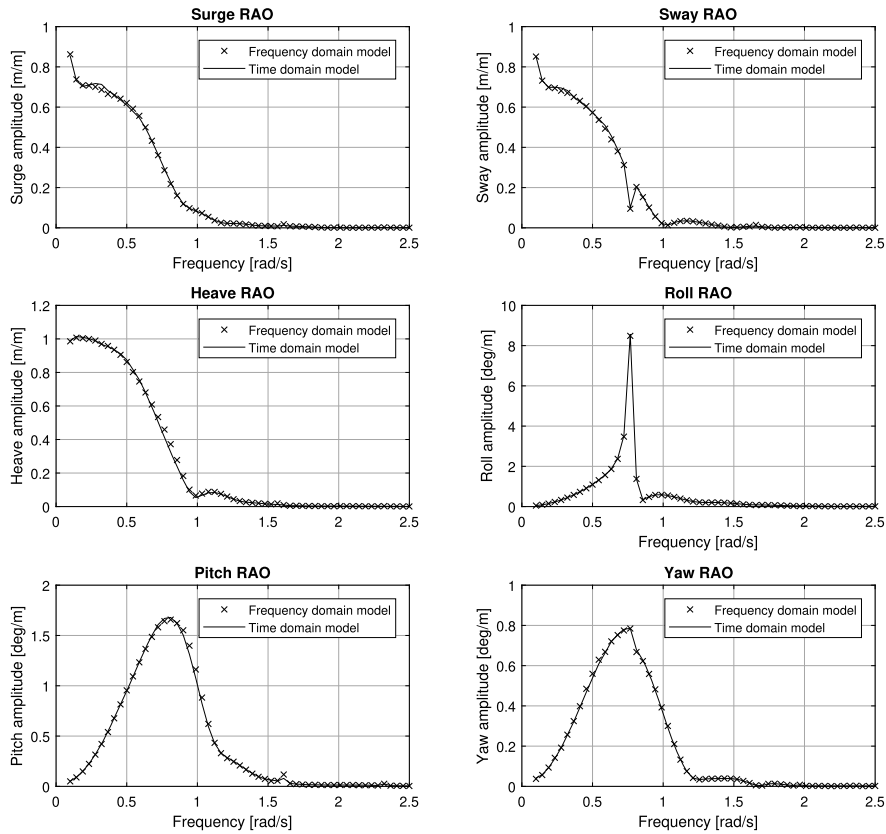 Surge RAO
1
0.8
0.6
0.4
0.2
0
Surge amplitude [m/m]
× Frequency domain model
Time domain model
0 0.5 1 1.5 2 2.5
Frequency [rad/s]
Sway RAO
1
0.8
0.6
0.4
0.2
0
Sway amplitude [m/m]
× Frequency domain model
Time domain model
0 0.5 1 1.5 2 2.5
Frequency [rad/s]
Heave RAO
1.2
1
0.8
0.6
0.4
0.2
0
Heave amplitude [m/m]
× Frequency domain model
Time domain model
0 0.5 1 1.5 2 2.5
Frequency [rad/s]
Roll RAO
10
8
6
4
2
0
Roll amplitude [deg/m]
× Frequency domain model
Time domain model
0 0.5 1 1.5 2 2.5
Frequency [rad/s]
Pitch RAO
2
1.5
1
0.5
0
Pitch amplitude [deg/m]
× Frequency domain model
Time domain model
0 0.5 1 1.5 2 2.5
Frequency [rad/s]
Yaw RAO
1
0.8
0.6
0.4
0.2
0
Yaw amplitude [deg/m]
× Frequency domain model
Time domain model
0 0.5 1 1.5 2 2.5
Frequency [rad/s]